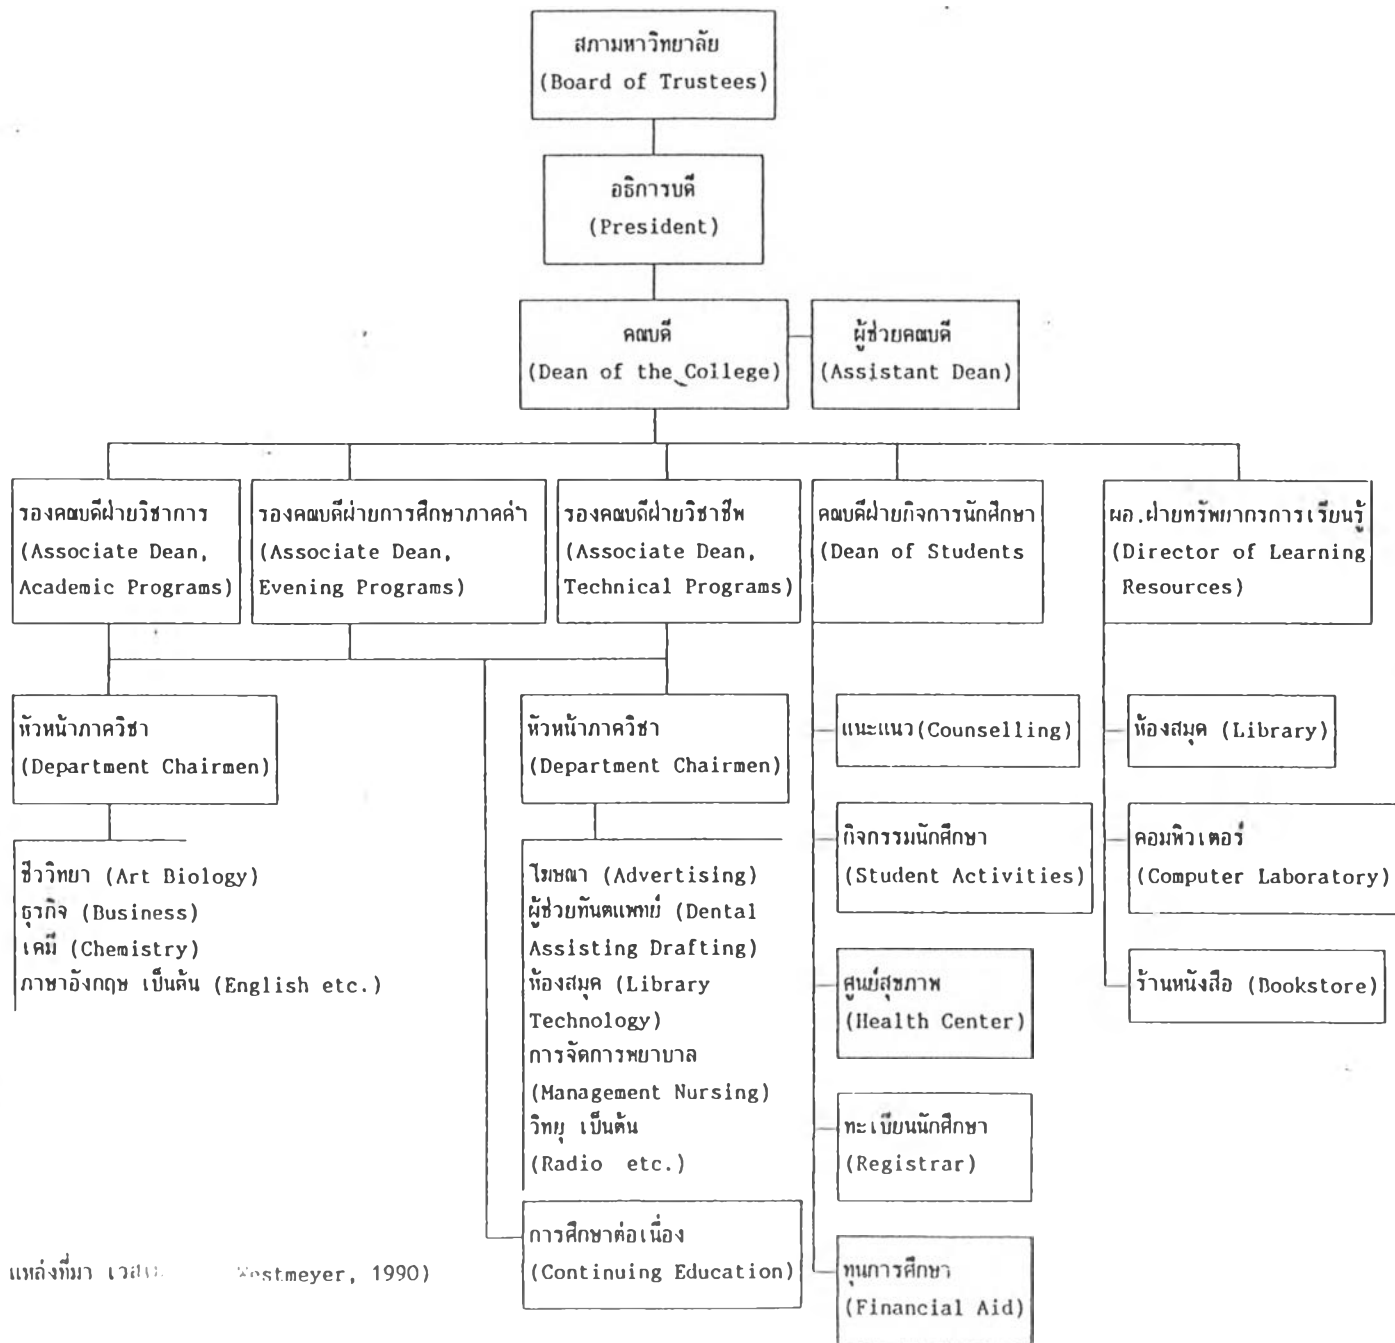 สภามหาวิทยาลัย
(Board of Trustees)
อธิการบดี
(President)
คณบดี
(Dean of the College)
ผู้ช่วยคณบดี
(Assistant Dean)
รองคณบดีฝ่ายวิชาการ
(Associate Dean,
Academic Programs)
รองคณบดีฝ่ายการศึกษาภาคค่ำ
(Associate Dean,
Evening Programs)
รองคณบดีฝ่ายวิชาชีพ
(Associate Dean,
Technical Programs)
คณบดีฝ่ายกิจการนักศึกษา
(Dean of Students
ผอ.ฝ่ายทรัพยากรการเรียนรู้
(Director of Learning
Resources)
หัวหน้าภาควิชา
(Department Chairmen)
ชีววิทยา (Art Biology)
ธุรกิจ (Business)
เคมี (Chemistry)
ภาษาอังกฤษ เป็นต้น (English etc.)
หัวหน้าภาควิชา
(Department Chairmen)
โฆษณา (Advertising)
ผู้ช่วยทันตแพทย์ (Dental
Assisting Drafting)
ห้องสมุด (Library
Technology)
การจัดการพยาบาล
(Management Nursing)
วิทยุ เป็นต้น
(Radio etc.)
การศึกษาต่อเนื่อง
(Continuing Education)
แนะแนว(Counselling)
กิจกรรมนักศึกษา
(Student Activities)
ศูนย์สุขภาพ
(Health Center)
ทะเบียนนักศึกษา
(Registrar)
ทุนการศึกษา
(Financial Aid)
ห้องสมุด (Library)
คอมพิวเตอร์
(Computer Laboratory)
ร้านหนังสือ (Bookstore)
แหล่งที่มา Westmeyer, 1990)